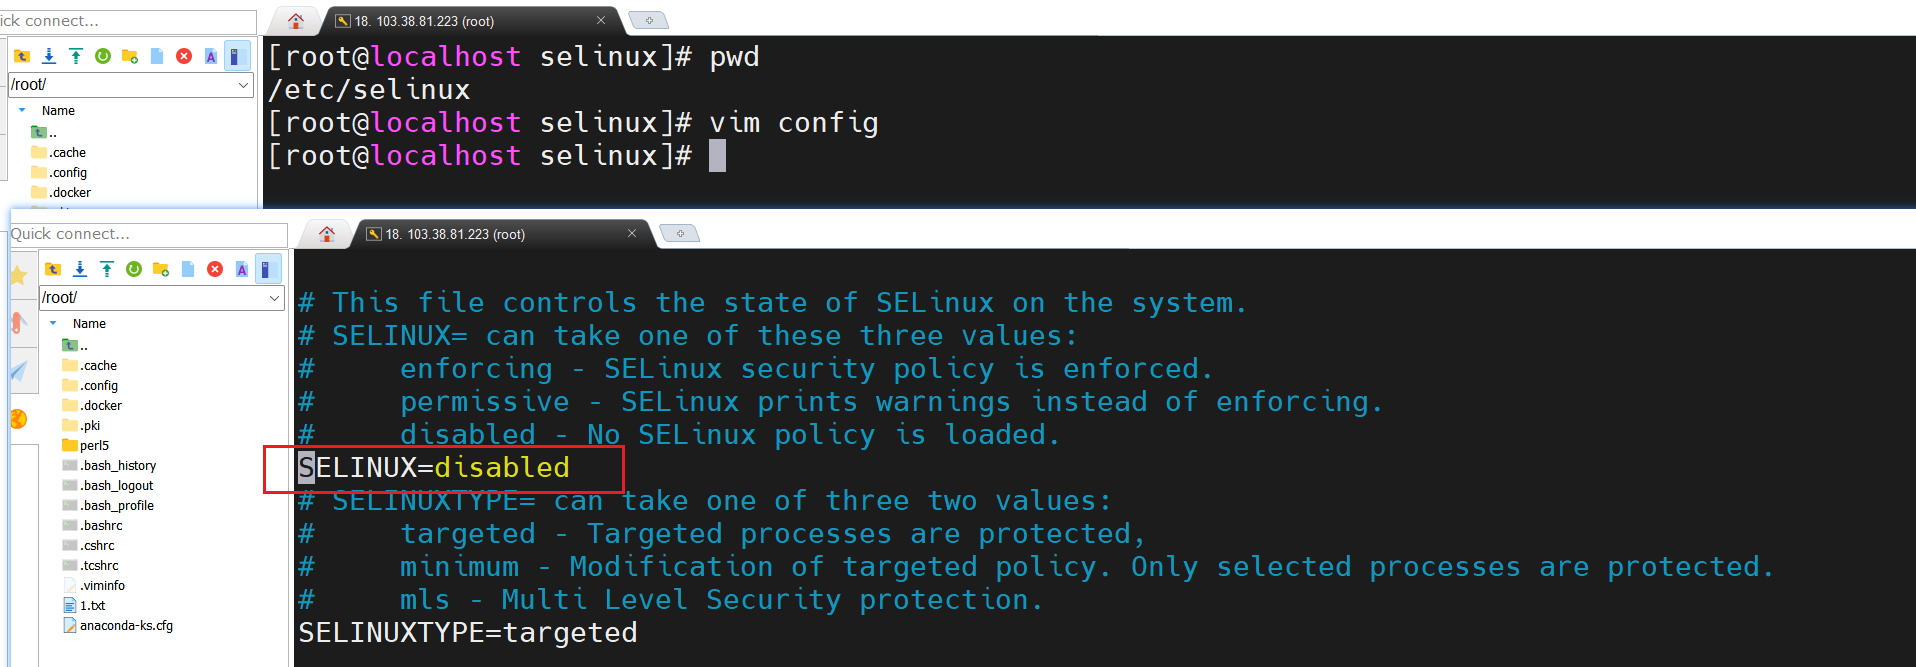 ick connect...
18. 103.38.81.223 (root)
/root/
Name
..
.cache
.config
.docker
[root@localhost selinux]# pwd
/etc/selinux
[root@localhost selinux]# vim config
[root@localhost selinux]#
Quick connect...
18. 103.38.81.223 (root)
/root/
Name
..
.cache
.config
.docker
.pki
perl5
.bash_history
.bash_logout
.bash_profile
.bashrc
.cshrc
.tcshrc
.viminfo
1.txt
anaconda-ks.cfg
# This file controls the state of SELinux on the system.
# SELINUX= can take one of these three values:
#     enforcing - SELinux security policy is enforced.
#     permissive - SELinux prints warnings instead of enforcing.
#     disabled - No SELinux policy is loaded.
SELINUX=disabled
# SELINUXTYPE= can take one of three two values:
#     targeted - Targeted processes are protected,
#     minimum - Modification of targeted policy. Only selected processes are protected.
#     mls - Multi Level Security protection.
SELINUXTYPE=targeted